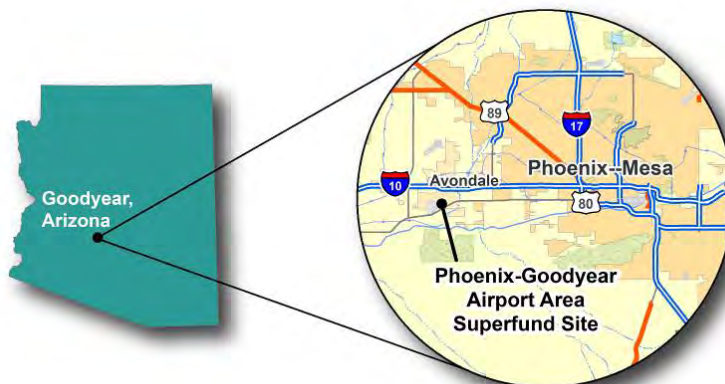 Goodyear,
Arizona
89
17
Phoenix--Mesa
10
Avondale
80
Phoenix-Goodyear
Airport Area
Superfund Site